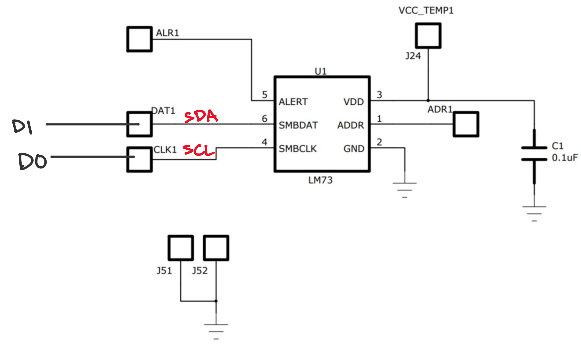 VCC_TEMP1
ALR1
J24
U1
5 ALERT VDD 3
DAT1 SDA
ADR1
D1
6 SMBDAT ADDR 1
CLK1 SCL
4 SMBCLK GND 2
D0
C1
0.1uF
LM73
J51 J52